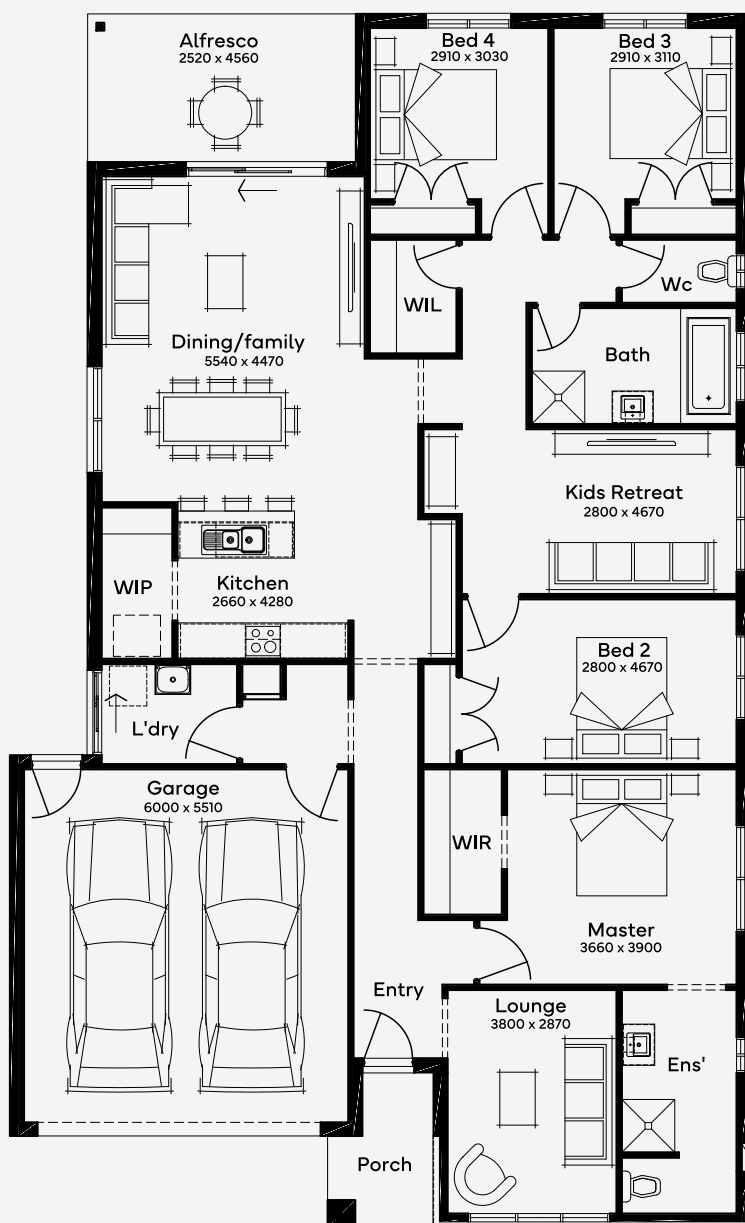 Alfresco
2520 x 4560
Bed 4
2910 x 3030
Bed 3
2910 x 3110
WIL
Wc
Dining/family
5540 x 4470
Bath
Kids Retreat
2800 x 4670
WIP
Kitchen
2660 x 4280
Bed 2
2800 x 4670
L'dry
Garage
6000 x 5510
WIR
Master
3660 x 3900
Entry
Lounge
3800 x 2870
Ens'
Porch